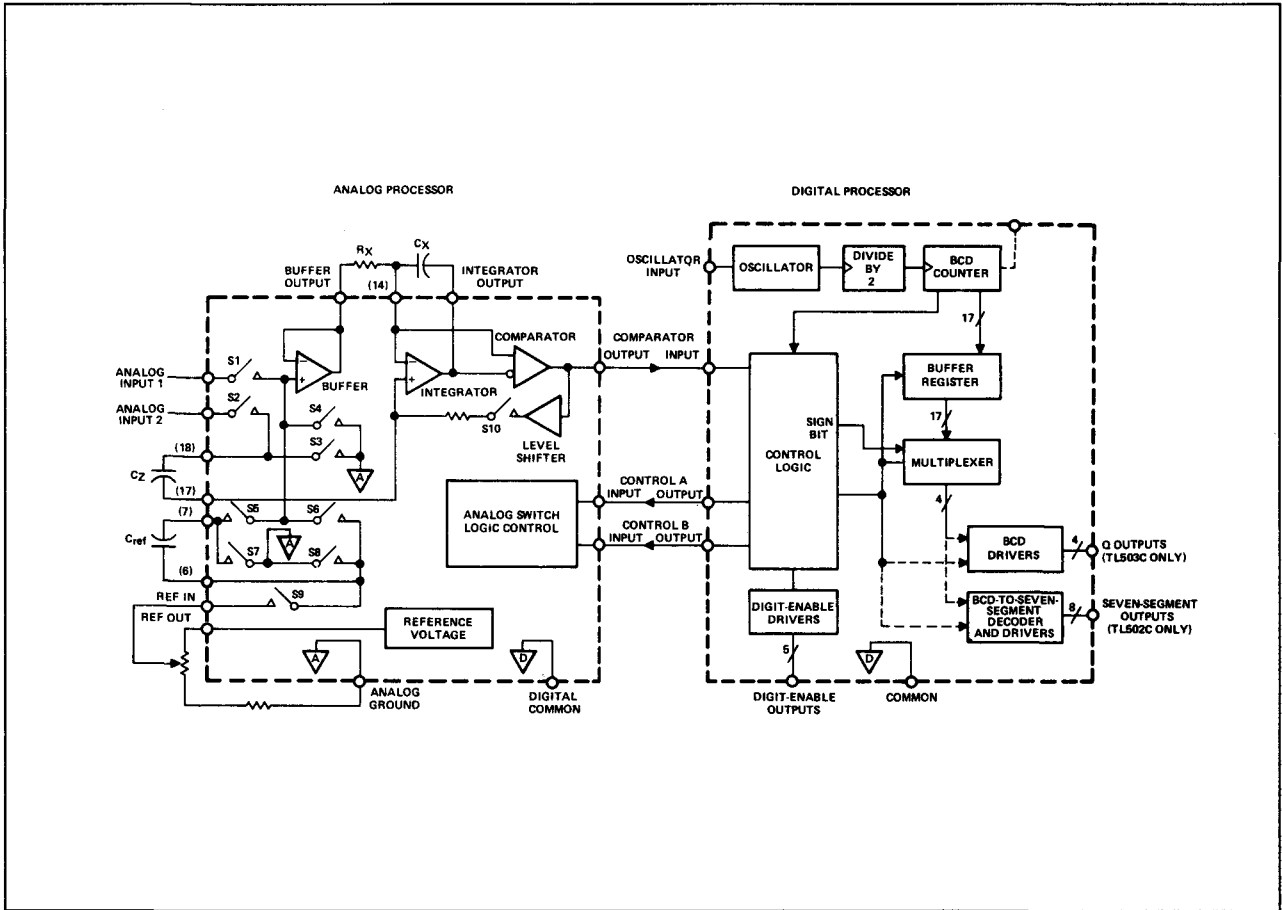 ANALOG PROCESSOR
DIGITAL PROCESSOR
RX
CX
BUFFER
OUTPUT
(14)
INTEGRATOR
OUTPUT
OSCILLATOR
INPUT
OSCILLATOR
DIVIDE
BY
2
BCD
COUNTER
17
COMPARATOR
COMPARATOR
OUTPUT INPUT
ANALOG
INPUT 1
S1
BUFFER
INTEGRATOR
ANALOG
INPUT 2
S2
S4
S3
S10
LEVEL
SHIFTER
A
(18)
CZ
(17)
(7)
S5
S6
Cref
S7
A
S8
(6)
REF IN
S9
REF OUT
REFERENCE
VOLTAGE
ANALOG SWITCH
LOGIC CONTROL
CONTROL A
INPUT OUTPUT
CONTROL B
INPUT OUTPUT
A
ANALOG
GROUND
D
DIGITAL
COMMON
SIGN
BIT
CONTROL
LOGIC
BUFFER
REGISTER
17
MULTIPLEXER
4
BCD
DRIVERS
4
Q OUTPUTS
(TL503C ONLY)
BCD-TO-SEVEN-
SEGMENT
DECODER
AND DRIVERS
8
SEVEN-SEGMENT
OUTPUTS
(TL502C ONLY)
DIGIT-ENABLE
DRIVERS
5
DIGIT-ENABLE
OUTPUTS
D
COMMON